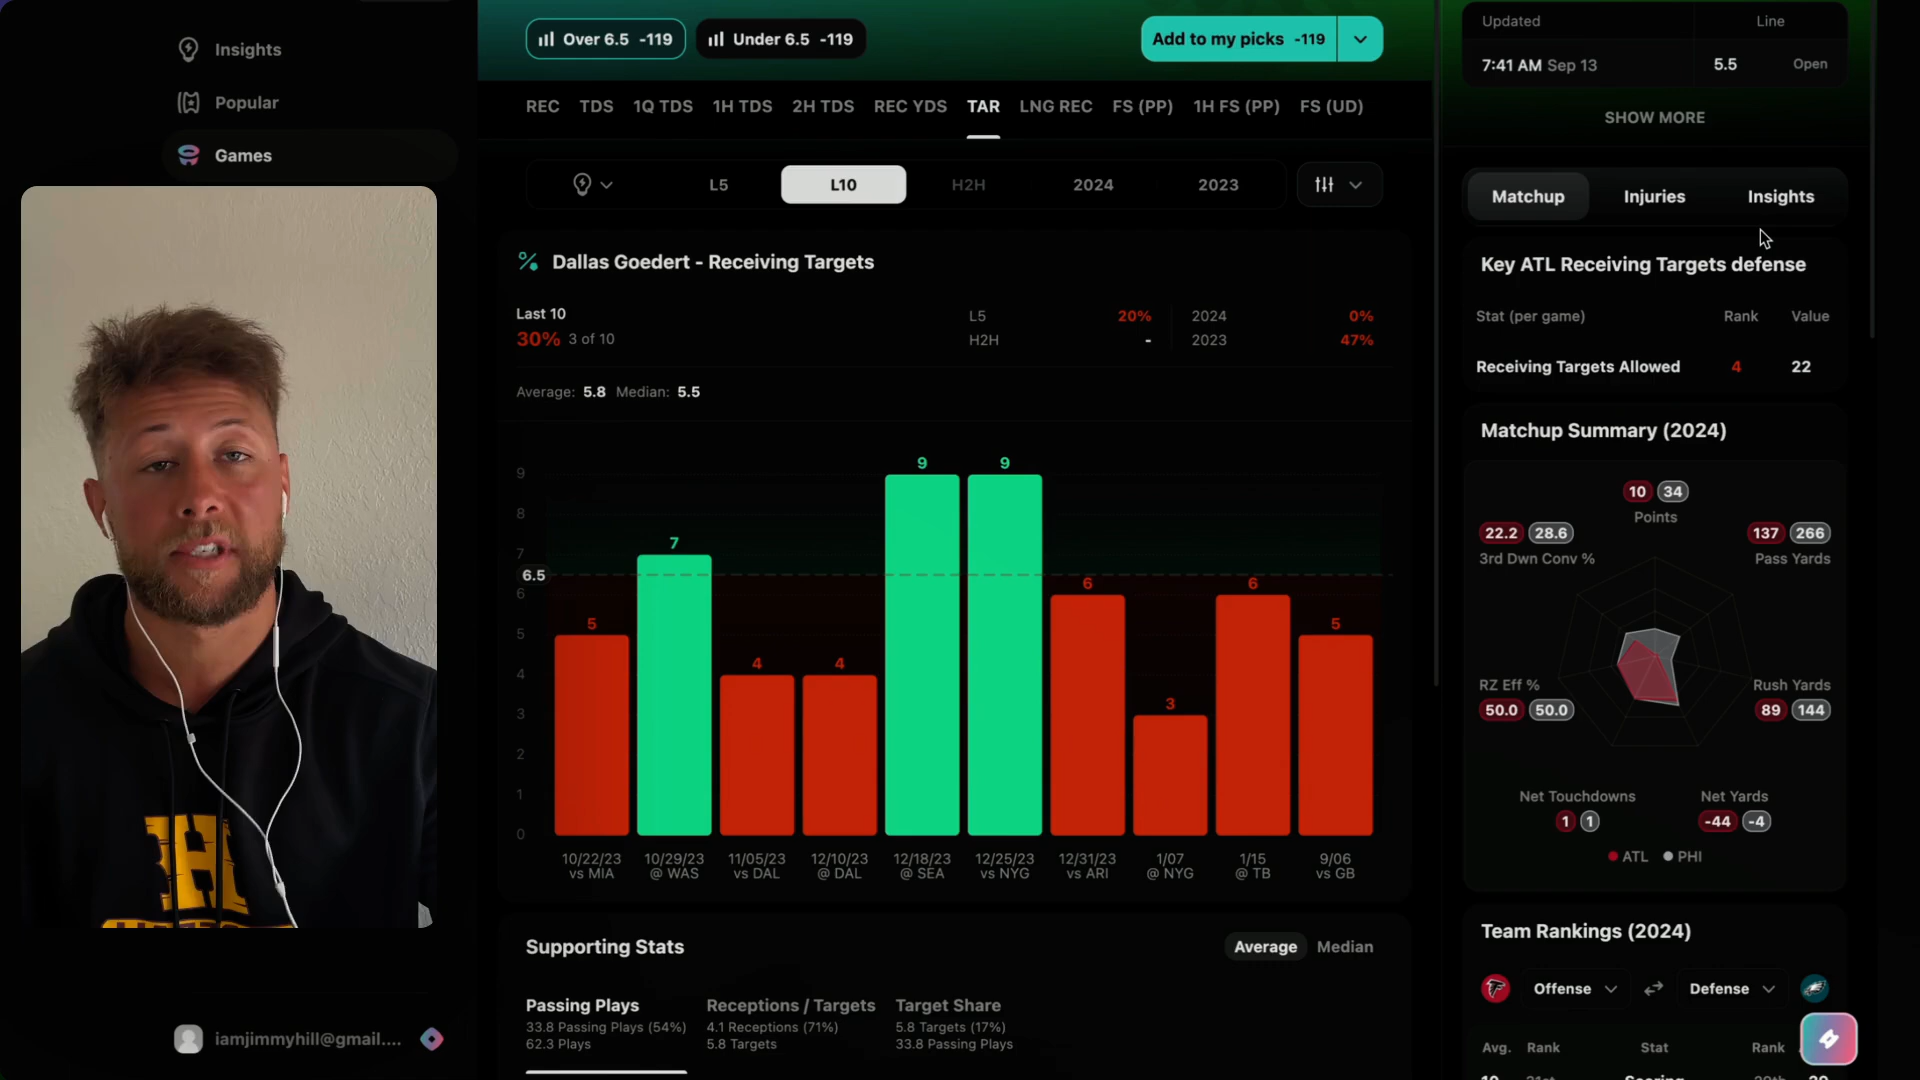 Insights
Popular
Games
iamjimmyhill@gmail....
Over 6.5 -119
Under 6.5 -119
Add to my picks -119
REC TDS 1Q TDS 1H TDS 2H TDS REC YDS TAR LNG REC FS (PP) 1H FS (PP) FS (UD)
L5 L10 H2H 2024 2023
Dallas Goedert - Receiving Targets
Last 10
30% 3 of 10
L5 20% 2024 0%
H2H - 2023 47%
Average: 5.8 Median: 5.5
9
8
7
6.5
6
5
4
3
2
1
0
5 7 4 4 9 9 6 3 6 5
10/22/23 10/29/23 11/05/23 12/10/23 12/18/23 12/25/23 12/31/23 1/07 1/15 9/06
vs MIA @ WAS vs DAL @ DAL @ SEA vs NYG vs ARI @ NYG @ TB vs GB
Supporting Stats
Average Median
Passing Plays Receptions / Targets Target Share
33.8 Passing Plays (54%) 4.1 Receptions (71%) 5.8 Targets (17%)
62.3 Plays 5.8 Targets 33.8 Passing Plays
Updated Line
7:41 AM Sep 13 5.5 Open
SHOW MORE
Matchup Injuries Insights
Key ATL Receiving Targets defense
Stat (per game) Rank Value
Receiving Targets Allowed 4 22
Matchup Summary (2024)
10 34
Points
22.2 28.6
3rd Dwn Conv %
137 266
Pass Yards
RZ Eff %
50.0 50.0
Rush Yards
89 144
Net Touchdowns
1 1
Net Yards
-44 -4
ATL PHI
Team Rankings (2024)
Offense Defense
Avg. Rank Stat Rank